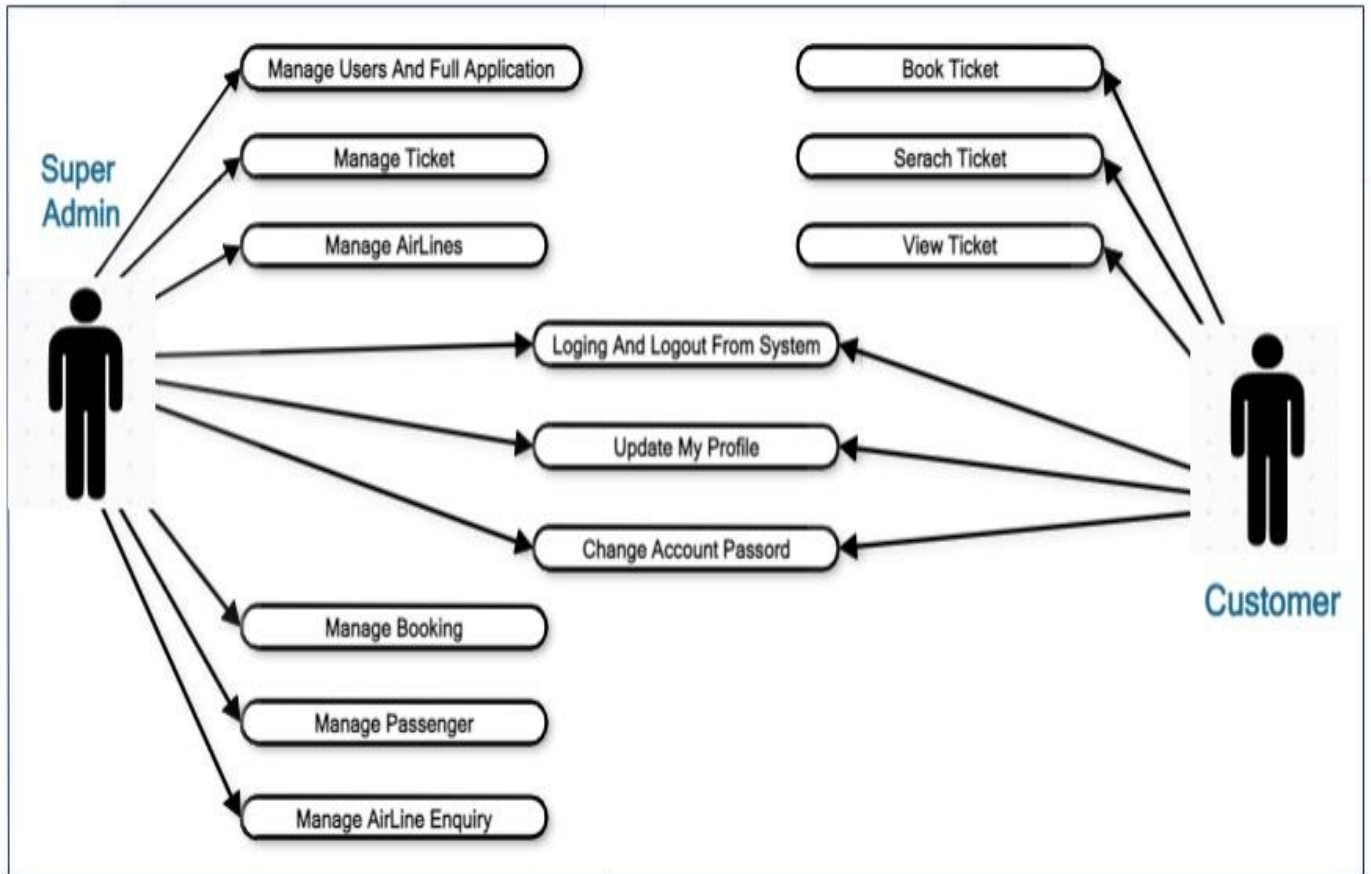 Manage Users And Full Application
Book Ticket
Manage Ticket
Serach Ticket
Super
Admin
Manage AirLines
View Ticket
Loging And Logout From System
Update My Profile
Change Account Passord
Customer
Manage Booking
Manage Passenger
Manage AirLine Enquiry